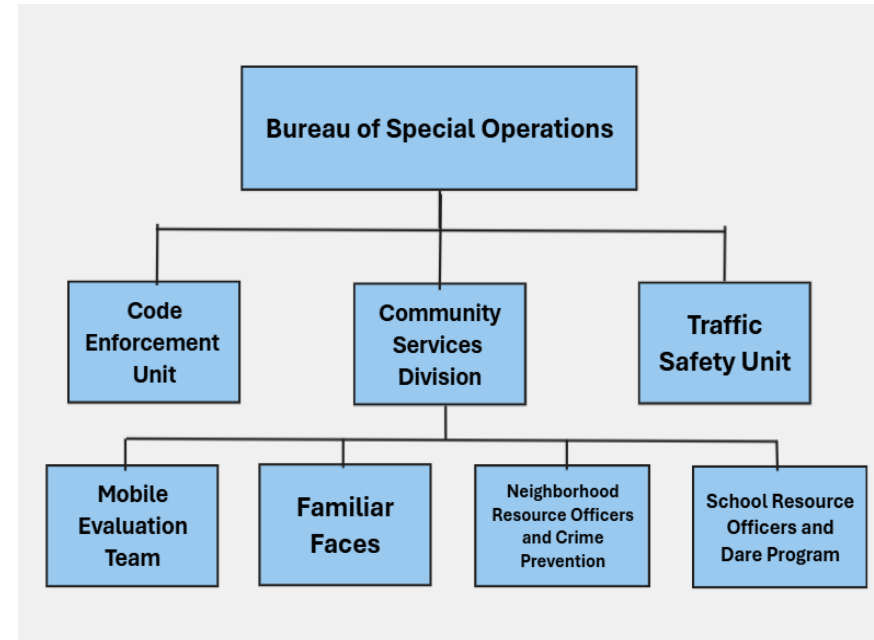 Bureau of Special Operations
Code
Enforcement
Unit
Community
Services
Division
Traffic
Safety Unit
Mobile
Evaluation
Team
Familiar
Faces
Neighborhood
Resource Officers
and Crime
Prevention
School Resource
Officers and
Dare Program